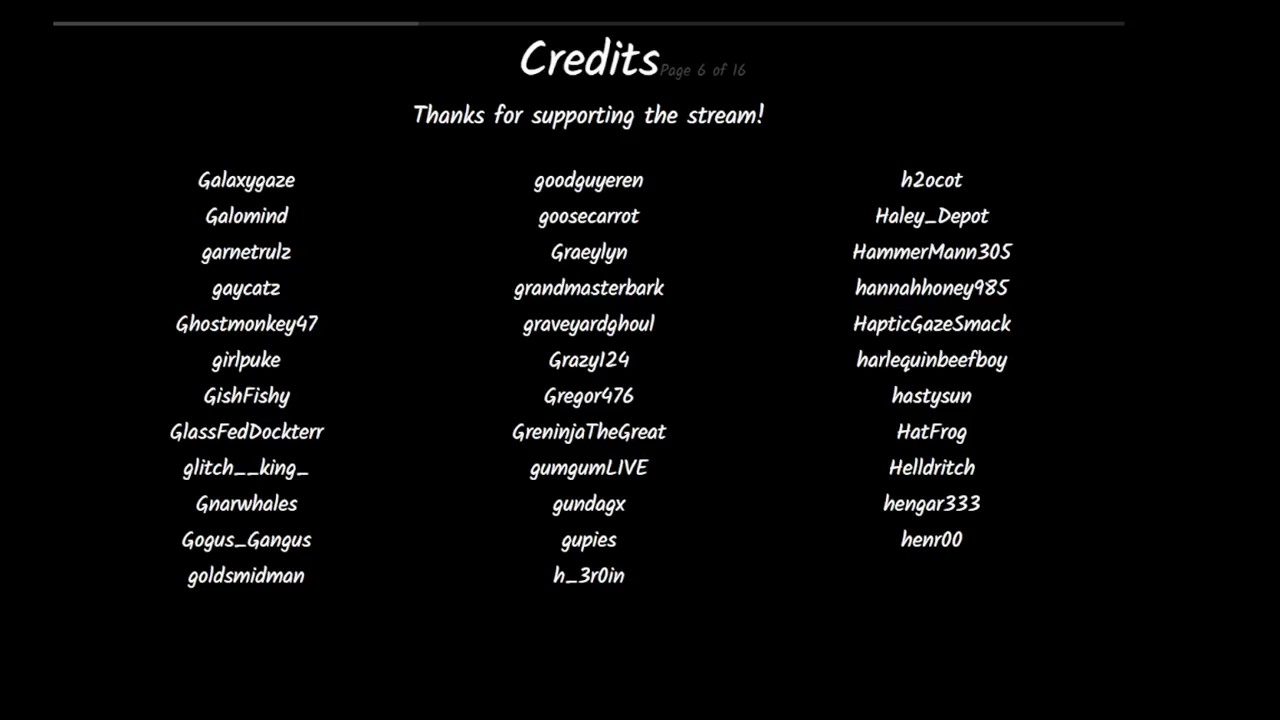 Credits Page 6 of 16
Thanks for supporting the stream!
Galaxygaze
Galomind
garnetrulz
gaycatz
Ghostmonkey47
girlpuke
GishFishy
GlassFedDockterr
glitch__king_
Gnarwhales
Gogus_Gangus
goldsmidman
goodguyeren
goosecarrot
Graeylyn
grandmasterbark
graveyardghoul
Grazy124
Gregor476
GreninjaTheGreat
gumgumLIVE
gundagx
gupies
h_3r0in
h2ocot
Haley_Depot
HammerMann305
hannahhoney985
HapticGazeSmack
harlequinbeefboy
hastysun
HatFrog
Helldritch
hengar333
henr00